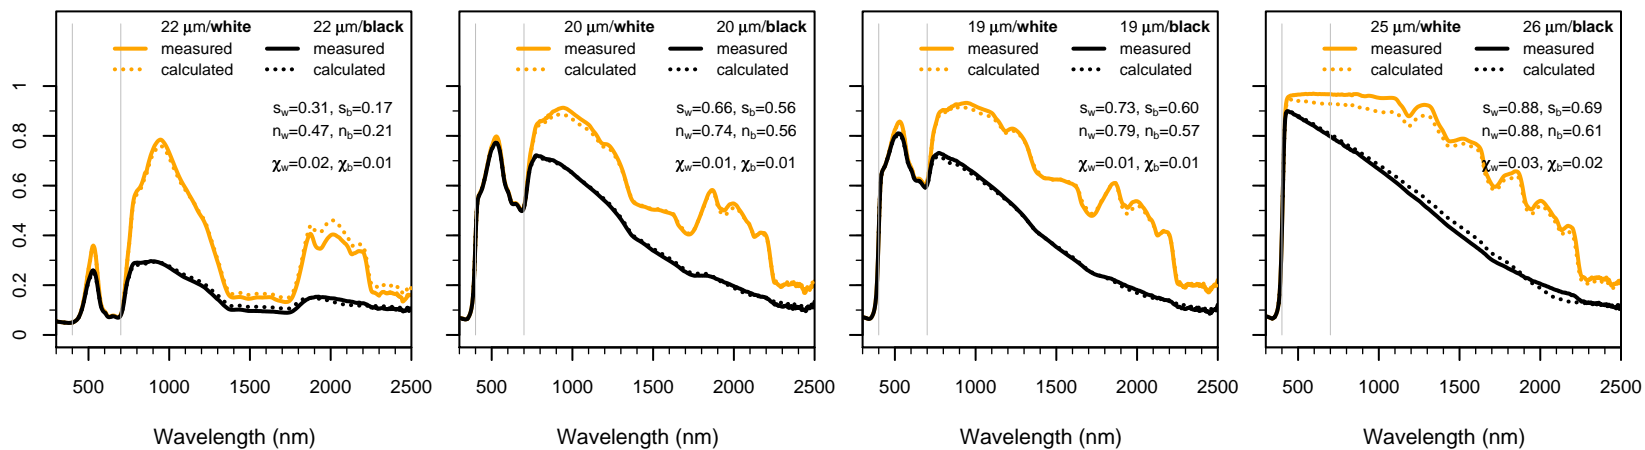 22 μm/white 22 μm/black
measured measured
calculated calculated
s_w=0.31, s_b=0.17
n_w=0.47, n_b=0.21
χ_w=0.02, χ_b=0.01
0 0.2 0.4 0.6 0.8 1
500 1000 1500 2000 2500
Wavelength (nm)
20 μm/white 20 μm/black
measured measured
calculated calculated
s_w=0.66, s_b=0.56
n_w=0.74, n_b=0.56
χ_w=0.01, χ_b=0.01
500 1000 1500 2000 2500
Wavelength (nm)
19 μm/white 19 μm/black
measured measured
calculated calculated
s_w=0.73, s_b=0.60
n_w=0.79, n_b=0.57
χ_w=0.01, χ_b=0.01
500 1000 1500 2000 2500
Wavelength (nm)
25 μm/white 26 μm/black
measured measured
calculated calculated
s_w=0.88, s_b=0.69
n_w=0.88, n_b=0.61
χ_w=0.03, χ_b=0.02
500 1000 1500 2000 2500
Wavelength (nm)